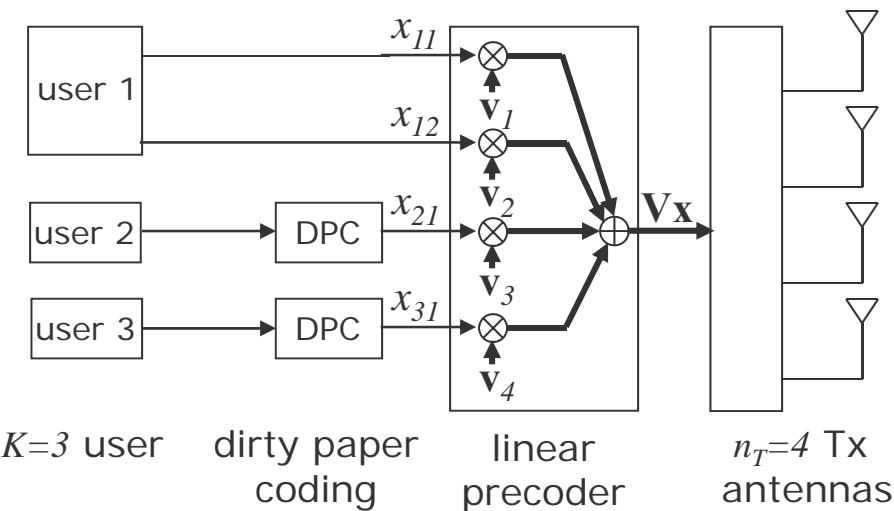 user 1
x₁₁
v₁
x₁₂
v₂
user 2
DPC
x₂₁
v₃
Vx
user 3
DPC
x₃₁
v₄
K=3 user
dirty paper
coding
linear
precoder
n_T=4 Tx
antennas